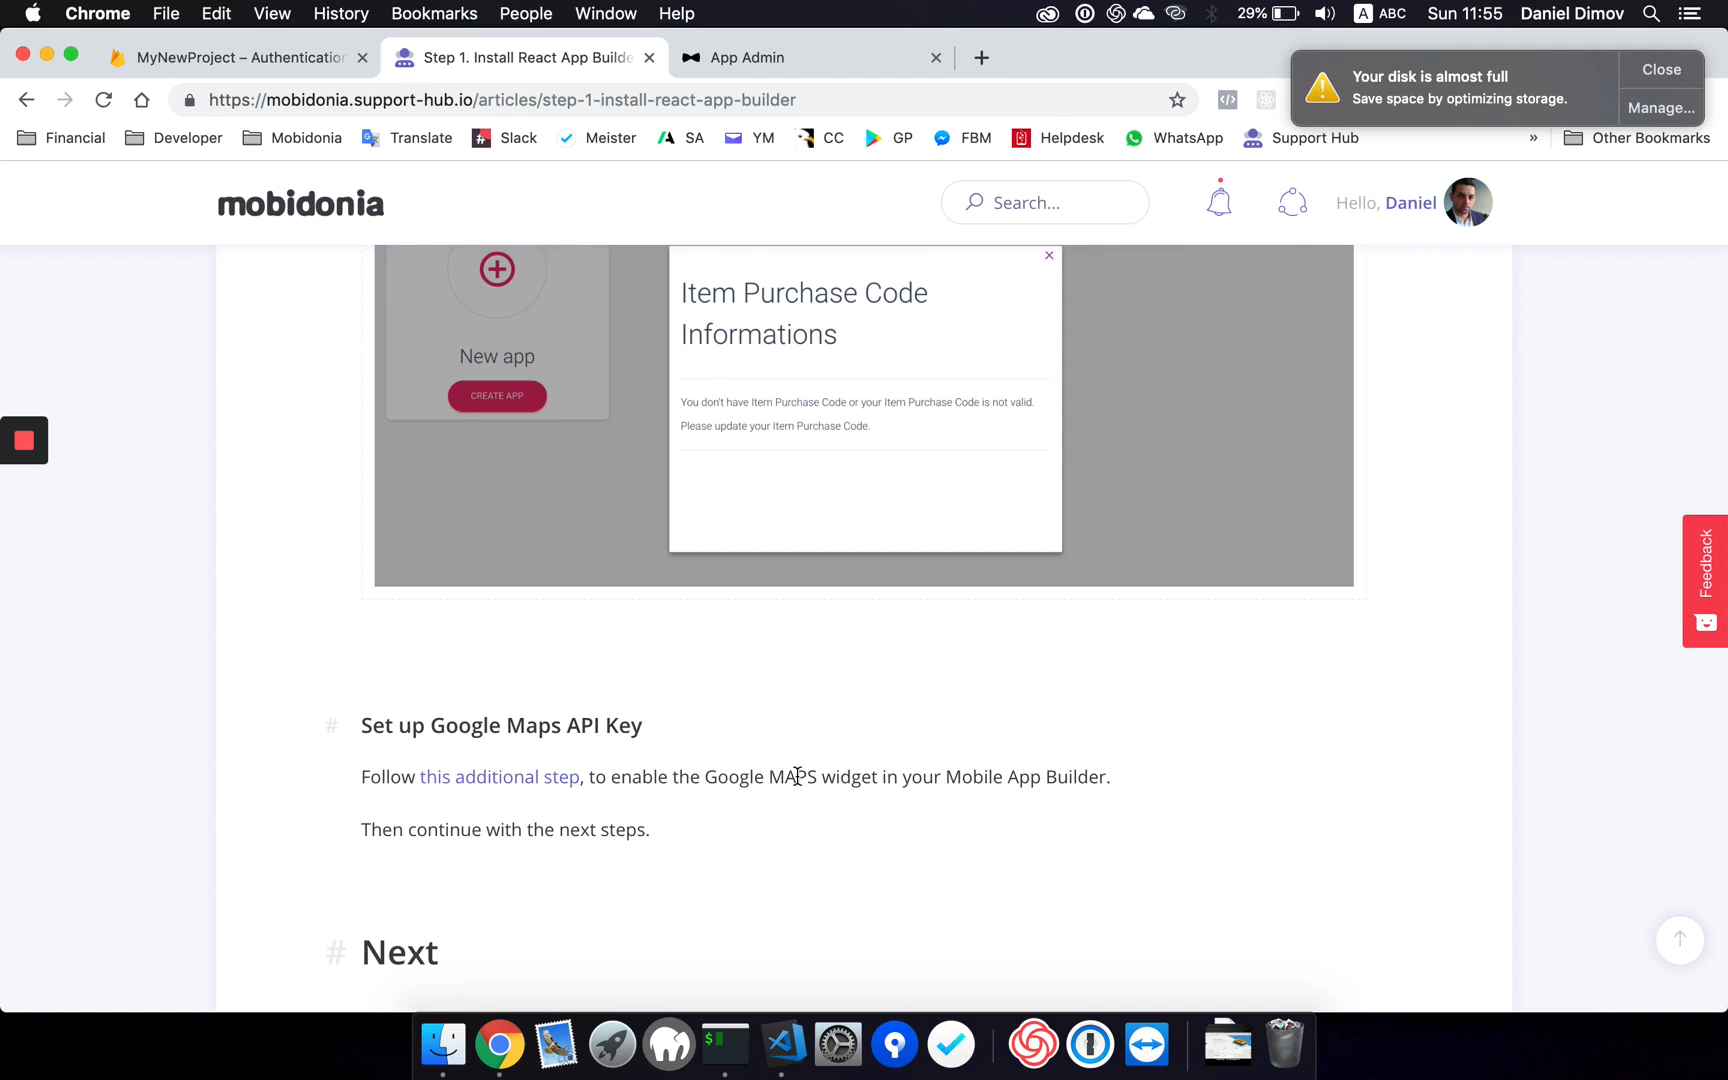 Chrome File Edit View History Bookmarks People Window Help 29% A ABC Sun 11:55 Daniel Dimov
MyNewProject – Authentication
Step 1. Install React App Builde
App Admin
Your disk is almost full
Save space by optimizing storage.
Close
Manage...
https://mobidonia.support-hub.io/articles/step-1-install-react-app-builder
Financial Developer Mobidonia Translate Slack Meister SA YM CC GP FBM Helpdesk WhatsApp Support Hub » Other Bookmarks
mobidonia
Search...
Hello, Daniel
Item Purchase Code
Informations
New app
CREATE APP
You don't have Item Purchase Code or your Item Purchase Code is not valid.
Please update your Item Purchase Code.
Feedback
# Set up Google Maps API Key
Follow this additional step, to enable the Google MAPS widget in your Mobile App Builder.
Then continue with the next steps.
# Next